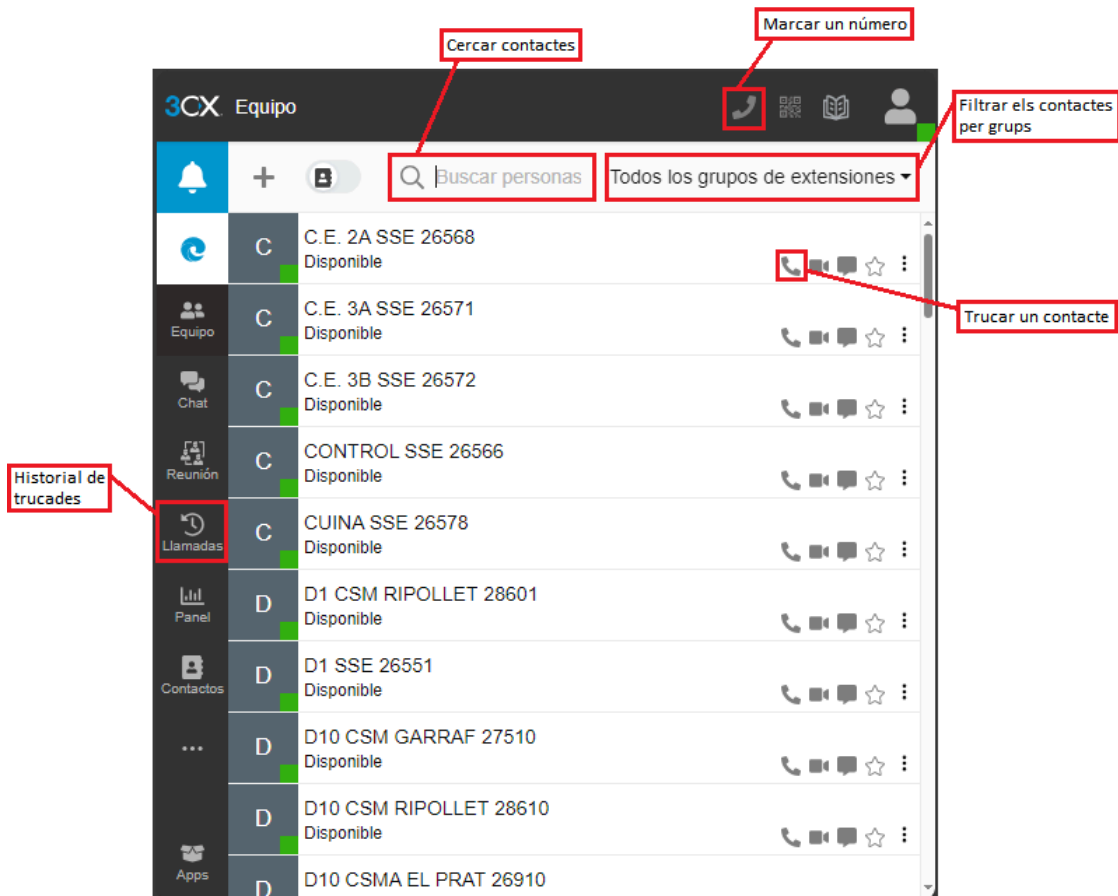 Marcar un número
Cercar contactes
3CX Equipo
Filtrar els contactes
per grups
Buscar personas
Todos los grupos de extensiones
C
C.E. 2A SSE 26568
Disponible
Equipo
C
C.E. 3A SSE 26571
Disponible
Trucar un contacte
Chat
C
C.E. 3B SSE 26572
Disponible
Reunión
C
CONTROL SSE 26566
Disponible
Historial de
trucades
Llamadas
C
CUINA SSE 26578
Disponible
Panel
D
D1 CSM RIPOLLET 28601
Disponible
Contactos
D
D1 SSE 26551
Disponible
D
D10 CSM GARRAF 27510
Disponible
D
D10 CSM RIPOLLET 28610
Disponible
Apps
D
D10 CSMA EL PRAT 26910